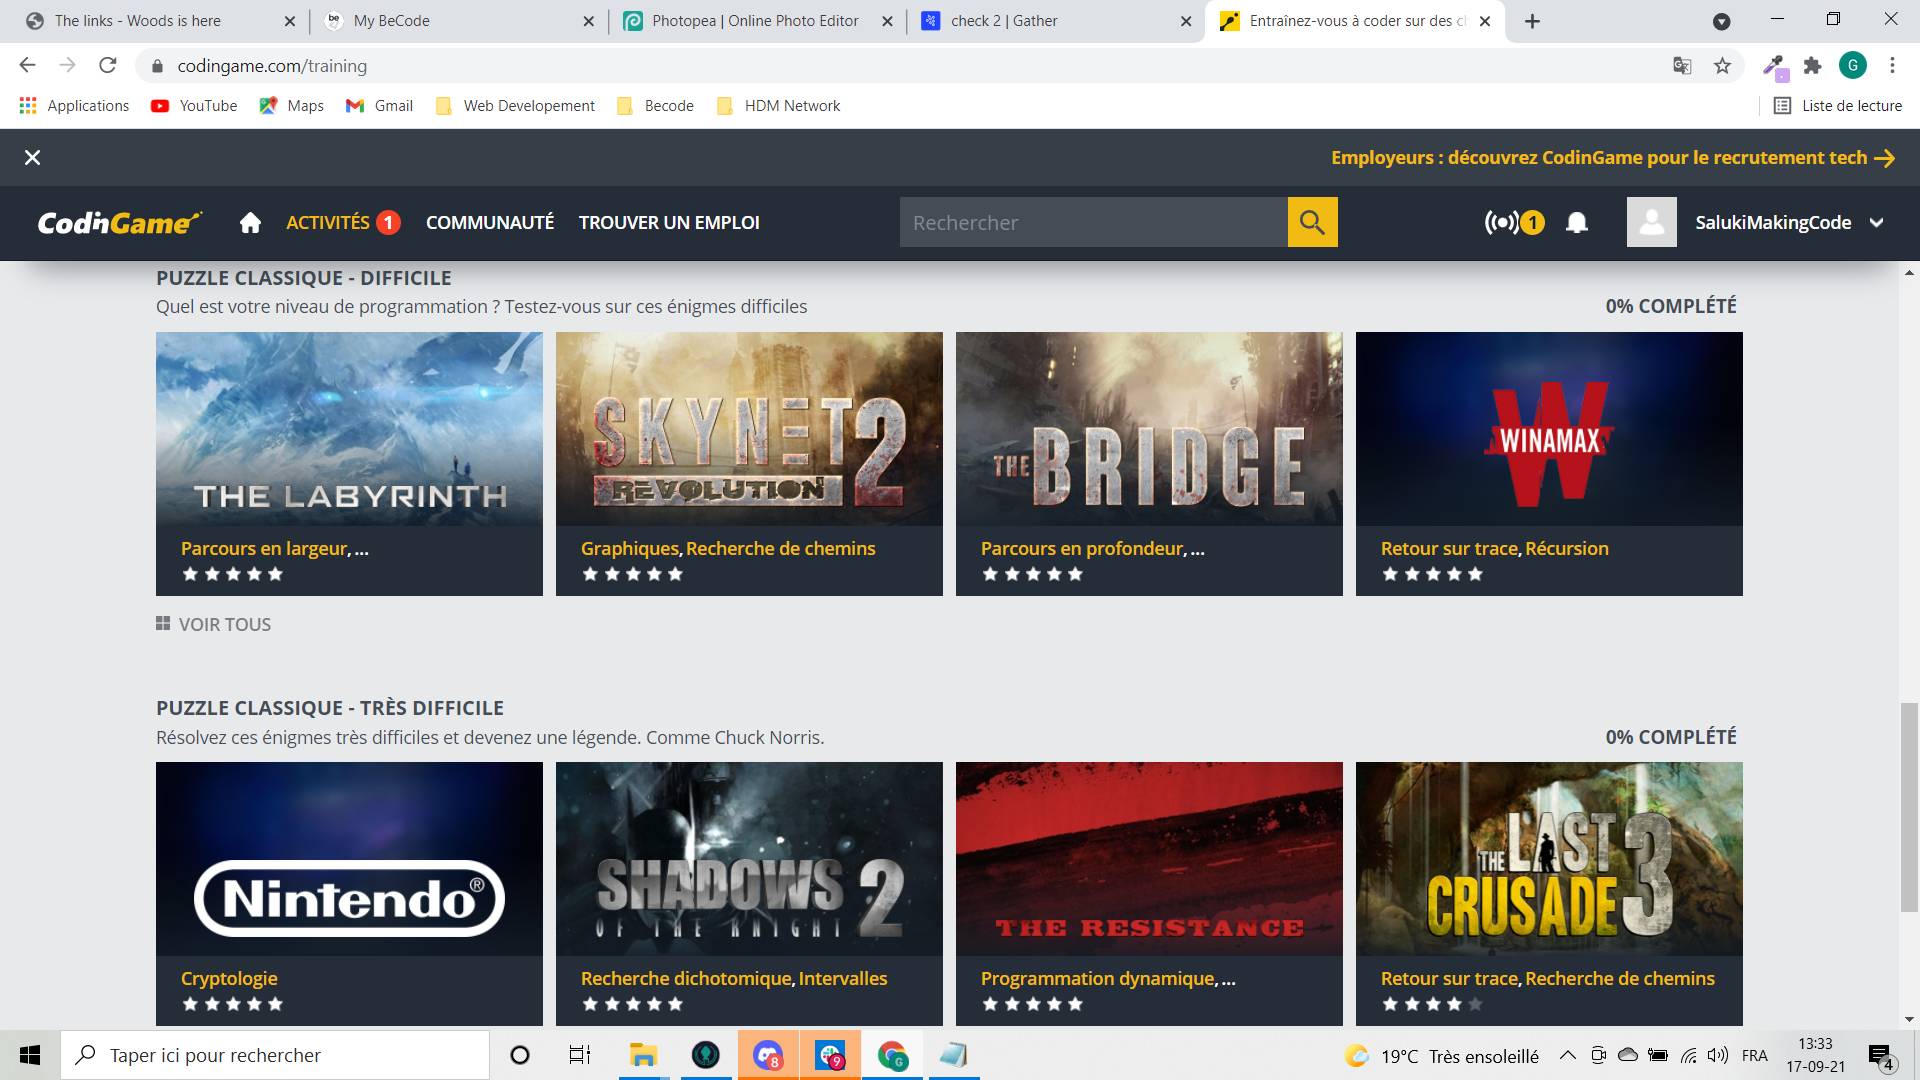 The links - Woods is here
My BeCode
Photopea | Online Photo Editor
check 2 | Gather
Entraînez-vous à coder sur des c
codingame.com/training
G
Applications
YouTube
Maps
Gmail
Web Developement
Becode
HDM Network
Liste de lecture
Employeurs : découvrez CodinGame pour le recrutement tech
CodinGame
ACTIVITÉS 1
COMMUNAUTÉ
TROUVER UN EMPLOI
Rechercher
1
SalukiMakingCode
PUZZLE CLASSIQUE - DIFFICILE
Quel est votre niveau de programmation ? Testez-vous sur ces énigmes difficiles
0% COMPLÉTÉ
THE LABYRINTH
SKYNET
REVOLUTION 2
THE BRIDGE
W
WINAMAX
Parcours en largeur, ...
Graphiques, Recherche de chemins
Parcours en profondeur, ...
Retour sur trace, Récursion
VOIR TOUS
PUZZLE CLASSIQUE - TRÈS DIFFICILE
Résolvez ces énigmes très difficiles et devenez une légende. Comme Chuck Norris.
0% COMPLÉTÉ
Nintendo®
SHADOWS 2
OF THE KNIGHT
THE RESISTANCE
THE LAST
CRUSADE 3
Cryptologie
Recherche dichotomique, Intervalles
Programmation dynamique, ...
Retour sur trace, Recherche de chemins
Taper ici pour rechercher
8
9
G
19°C Très ensoleillé
FRA
13:33
17-09-21
4